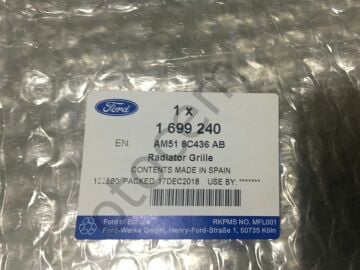 Ford
1 x
1 699 240
EN: AM51 8C436 AB
Radiator Grille
CONTENTS MADE IN SPAIN
PACKED 17DEC2018 USE BY: *******
Ford of Europe RKPMS NO. MFL001
Ford-Werke GmbH, Henry-Ford-Straße 1, 50735 Köln